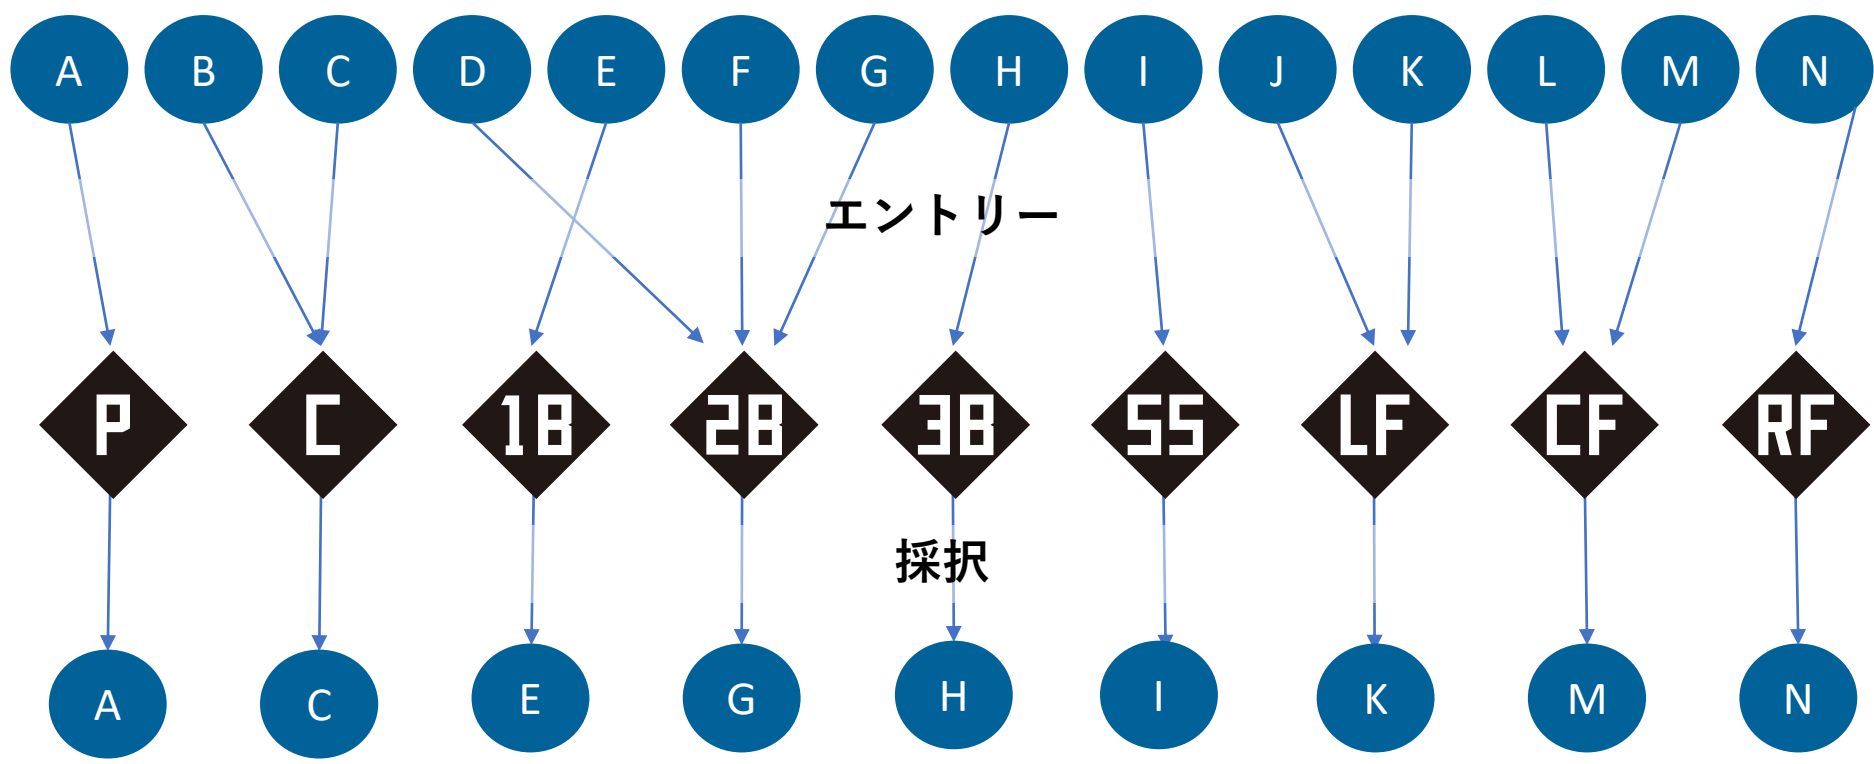 A B C D E F G H I J K L M N
エントリー
P C 1B 2B 3B SS LF CF RF
採択
A C E G H I K M N